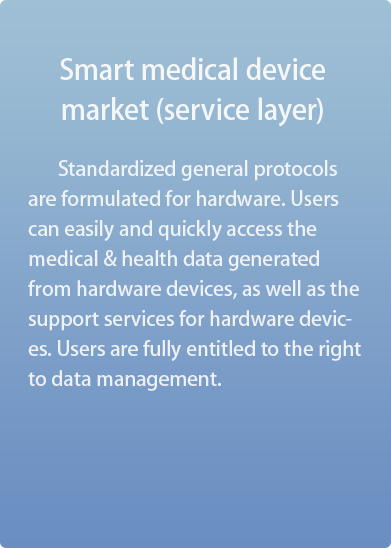 Smart medical device
market (service layer)
Standardized general protocols
are formulated for hardware. Users
can easily and quickly access the
medical & health data generated
from hardware devices, as well as the
support services for hardware devic-
es. Users are fully entitled to the right
to data management.